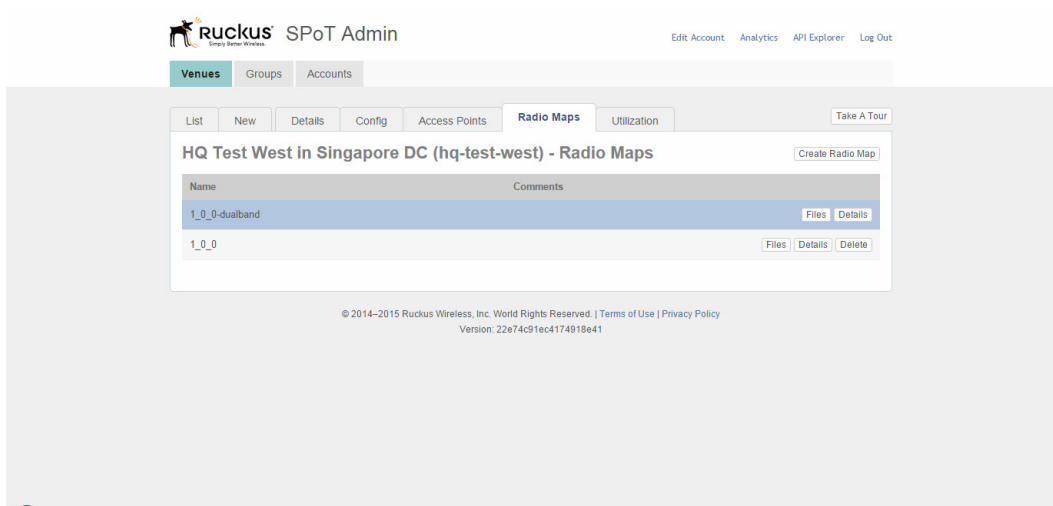 Ruckus SPoT Admin
Simply Better Wireless.
Edit Account Analytics API Explorer Log Out
Venues Groups Accounts
List New Details Config Access Points Radio Maps Utilization Take A Tour
HQ Test West in Singapore DC (hq-test-west) - Radio Maps Create Radio Map
Name Comments
1_0_0-dualband Files Details
1_0_0 Files Details Delete
© 2014–2015 Ruckus Wireless, Inc. World Rights Reserved. | Terms of Use | Privacy Policy
Version: 22e74c91ec4174918e41